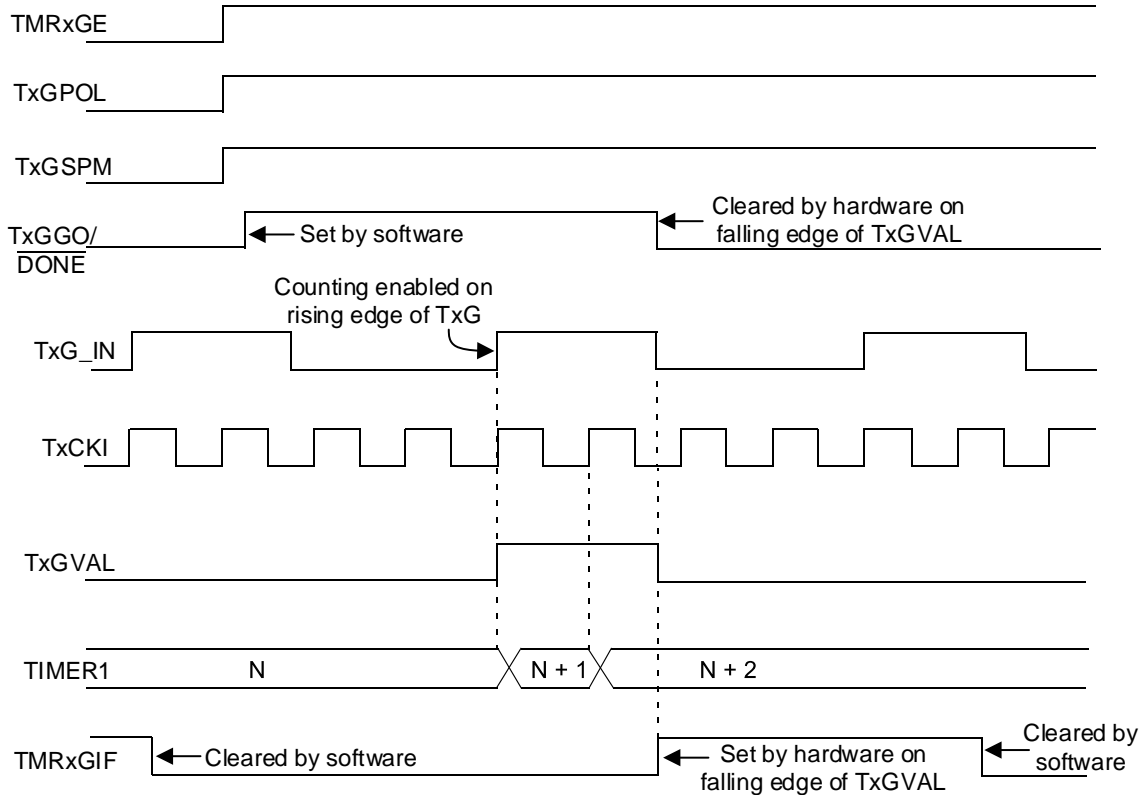 TMRxGE
TxGPOL
TxGSPM
TxGGO/
DONE
Set by software
Cleared by hardware on
falling edge of TxGVAL
Counting enabled on
rising edge of TxG
TxG_IN
TxCKI
TxGVAL
TIMER1
N
N + 1
N + 2
TMRxGIF
Cleared by software
Set by hardware on
falling edge of TxGVAL
Cleared by
software